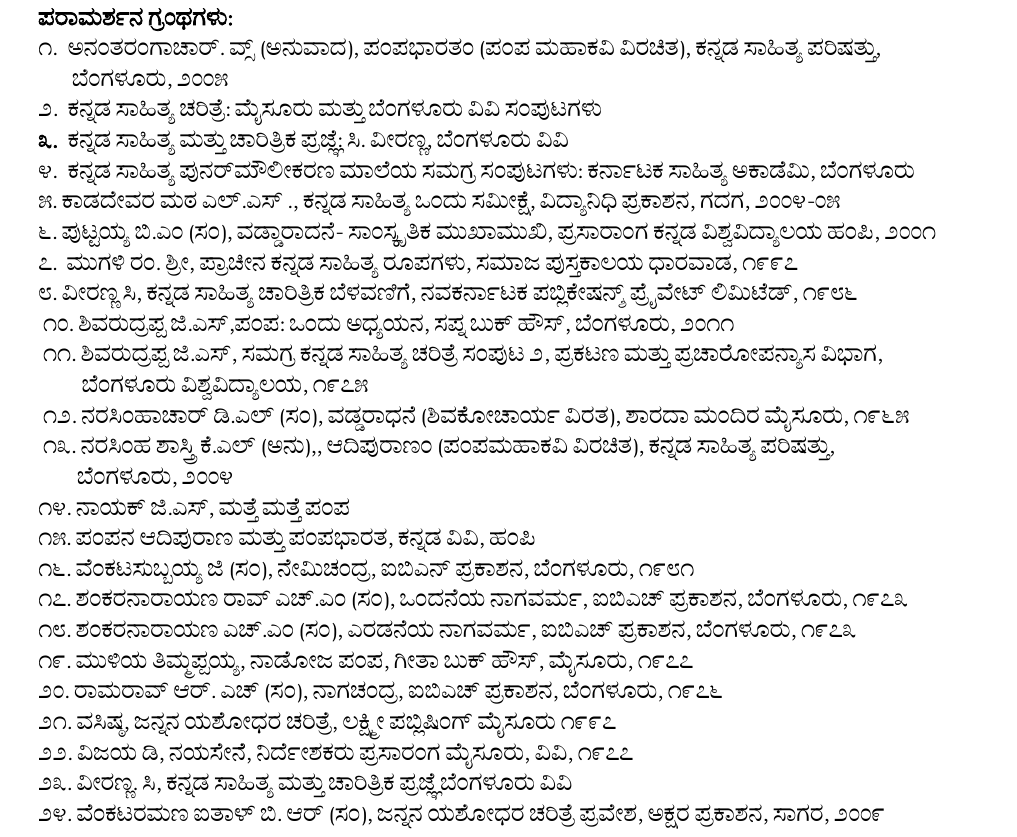 ಪರಾಮರ್ಶನ ಗ್ರಂಥಗಳು:
೧. ಅನಂತರಂಗಾಚಾರ್. ವ್ಸ್ (ಅನುವಾದ), ಪಂಪಭಾರತಂ (ಪಂಪ ಮಹಾಕವಿ ವಿರಚಿತ), ಕನ್ನಡ ಸಾಹಿತ್ಯ ಪರಿಷತ್ತು,
ಬೆಂಗಳೂರು, ೨೦೦೫
೨. ಕನ್ನಡ ಸಾಹಿತ್ಯ ಚರಿತ್ರೆ: ಮೈಸೂರು ಮತ್ತು ಬೆಂಗಳೂರು ವಿವಿ ಸಂಪುಟಗಳು
೩. ಕನ್ನಡ ಸಾಹಿತ್ಯ ಮತ್ತು ಚಾರಿತ್ರಿಕ ಪ್ರಜ್ಞೆ: ಸಿ. ವೀರಣ್ಣ, ಬೆಂಗಳೂರು ವಿವಿ
೪. ಕನ್ನಡ ಸಾಹಿತ್ಯ ಪುನರ್‌ಮೌಲೀಕರಣ ಮಾಲೆಯ ಸಮಗ್ರ ಸಂಪುಟಗಳು: ಕರ್ನಾಟಕ ಸಾಹಿತ್ಯ ಅಕಾಡೆಮಿ, ಬೆಂಗಳೂರು
೫. ಕಾಡದೇವರ ಮಠ ಎಲ್.ಎಸ್ ., ಕನ್ನಡ ಸಾಹಿತ್ಯ ಒಂದು ಸಮೀಕ್ಷೆ, ವಿದ್ಯಾನಿಧಿ ಪ್ರಕಾಶನ, ಗದಗ, ೨೦೦೪-೦೫
೬. ಪುಟ್ಟಯ್ಯ ಬಿ.ಎಂ (ಸಂ), ವಡ್ಡಾರಾದನೆ- ಸಾಂಸ್ಕೃತಿಕ ಮುಖಾಮುಖಿ, ಪ್ರಸಾರಾಂಗ ಕನ್ನಡ ವಿಶ್ವವಿದ್ಯಾಲಯ ಹಂಪಿ, ೨೦೦೧
೭. ಮುಗಳಿ ರಂ. ಶ್ರೀ, ಪ್ರಾಚೀನ ಕನ್ನಡ ಸಾಹಿತ್ಯ ರೂಪಗಳು, ಸಮಾಜ ಪುಸ್ತಕಾಲಯ ಧಾರವಾಡ, ೧೯೯೭
೮. ವೀರಣ್ಣ ಸಿ, ಕನ್ನಡ ಸಾಹಿತ್ಯ ಚಾರಿತ್ರಿಕ ಬೆಳವಣಿಗೆ, ನವಕರ್ನಾಟಕ ಪಬ್ಲಿಕೇಷನ್ಸ್ ಪ್ರೈವೇಟ್ ಲಿಮಿಟೆಡ್, ೧೯೮೬
೧೦. ಶಿವರುದ್ರಪ್ಪ ಜಿ.ಎಸ್,ಪಂಪ: ಒಂದು ಅಧ್ಯಯನ, ಸಪ್ನ ಬುಕ್ ಹೌಸ್, ಬೆಂಗಳೂರು, ೨೦೧೧
೧೧. ಶಿವರುದ್ರಪ್ಪ ಜಿ.ಎಸ್, ಸಮಗ್ರ ಕನ್ನಡ ಸಾಹಿತ್ಯ ಚರಿತ್ರೆ ಸಂಪುಟ ೨, ಪ್ರಕಟಣ ಮತ್ತು ಪ್ರಚಾರೋಪನ್ಯಾಸ ವಿಭಾಗ,
ಬೆಂಗಳೂರು ವಿಶ್ವವಿದ್ಯಾಲಯ, ೧೯೭೫
೧೨. ನರಸಿಂಹಾಚಾರ್ ಡಿ.ಎಲ್ (ಸಂ), ವಡ್ಡರಾಧನೆ (ಶಿವಕೋಚಾರ್ಯ ವಿರತ), ಶಾರದಾ ಮಂದಿರ ಮೈಸೂರು, ೧೯೬೫
೧೩. ನರಸಿಂಹ ಶಾಸ್ತ್ರಿ ಕೆ.ಎಲ್ (ಅನು),, ಆದಿಪುರಾಣಂ (ಪಂಪಮಹಾಕವಿ ವಿರಚಿತ), ಕನ್ನಡ ಸಾಹಿತ್ಯ ಪರಿಷತ್ತು,
ಬೆಂಗಳೂರು, ೨೦೦೪
೧೪. ನಾಯಕ್ ಜಿ.ಎಸ್, ಮತ್ತೆ ಮತ್ತೆ ಪಂಪ
೧೫. ಪಂಪನ ಆದಿಪುರಾಣ ಮತ್ತು ಪಂಪಭಾರತ, ಕನ್ನಡ ವಿವಿ, ಹಂಪಿ
೧೬. ವೆಂಕಟಸುಬ್ಬಯ್ಯ ಜಿ (ಸಂ), ನೇಮಿಚಂದ್ರ, ಐಬಿಎನ್ ಪ್ರಕಾಶನ, ಬೆಂಗಳೂರು, ೧೯೮೧
೧೭. ಶಂಕರನಾರಾಯಣ ರಾವ್ ಎಚ್.ಎಂ (ಸಂ), ಒಂದನೆಯ ನಾಗವರ್ಮ, ಐಬಿಎಚ್ ಪ್ರಕಾಶನ, ಬೆಂಗಳೂರು, ೧೯೭೩
೧೮. ಶಂಕರನಾರಾಯಣ ಎಚ್.ಎಂ (ಸಂ), ಎರಡನೆಯ ನಾಗವರ್ಮ, ಐಬಿಎಚ್ ಪ್ರಕಾಶನ, ಬೆಂಗಳೂರು, ೧೯೭೩
೧೯. ಮುಳಿಯ ತಿಮ್ಮಪ್ಪಯ್ಯ, ನಾಡೋಜ ಪಂಪ, ಗೀತಾ ಬುಕ್ ಹೌಸ್, ಮೈಸೂರು, ೧೯೭೭
೨೦. ರಾಮರಾವ್ ಆರ್. ಎಚ್ (ಸಂ), ನಾಗಚಂದ್ರ, ಐಬಿಎಚ್ ಪ್ರಕಾಶನ, ಬೆಂಗಳೂರು, ೧೯೭೬
೨೧. ವಸಿಷ್ಠ, ಜನ್ನನ ಯಶೋಧರ ಚರಿತ್ರೆ, ಲಕ್ಷ್ಮೀ ಪಬ್ಲಿಷಿಂಗ್ ಮೈಸೂರು ೧೯೯೭
೨೨. ವಿಜಯ ಡಿ, ನಯಸೇನೆ, ನಿರ್ದೇಶಕರು ಪ್ರಸಾರಂಗ ಮೈಸೂರು, ವಿವಿ, ೧೯೭೭
೨೩. ವೀರಣ್ಣ. ಸಿ, ಕನ್ನಡ ಸಾಹಿತ್ಯ ಮತ್ತು ಚಾರಿತ್ರಿಕ ಪ್ರಜ್ಞೆ ಬೆಂಗಳೂರು ವಿವಿ
೨೪. ವೆಂಕಟರಮಣ ಐತಾಳ್ ಬಿ. ಆರ್ (ಸಂ), ಜನ್ನನ ಯಶೋಧರ ಚರಿತ್ರೆ ಪ್ರವೇಶ, ಅಕ್ಷರ ಪ್ರಕಾಶನ, ಸಾಗರ, ೨೦೦೯